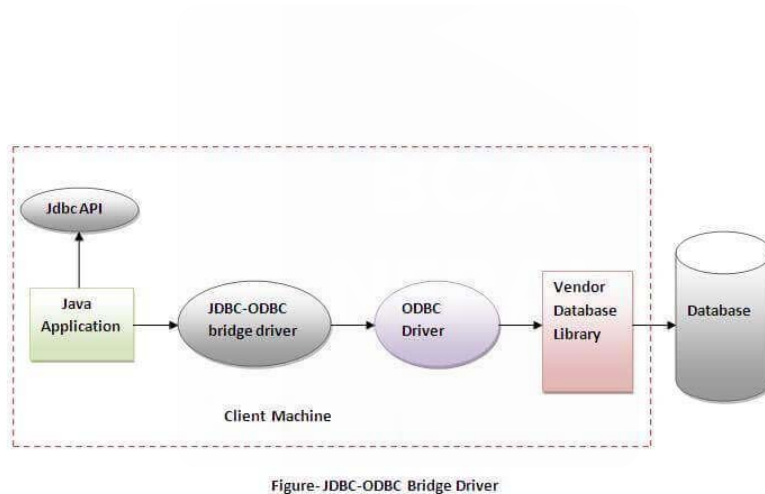 Jdbc API
Java
Application
JDBC-ODBC
bridge driver
ODBC
Driver
Vendor
Database
Library
Database
Client Machine
Figure- JDBC-ODBC Bridge Driver